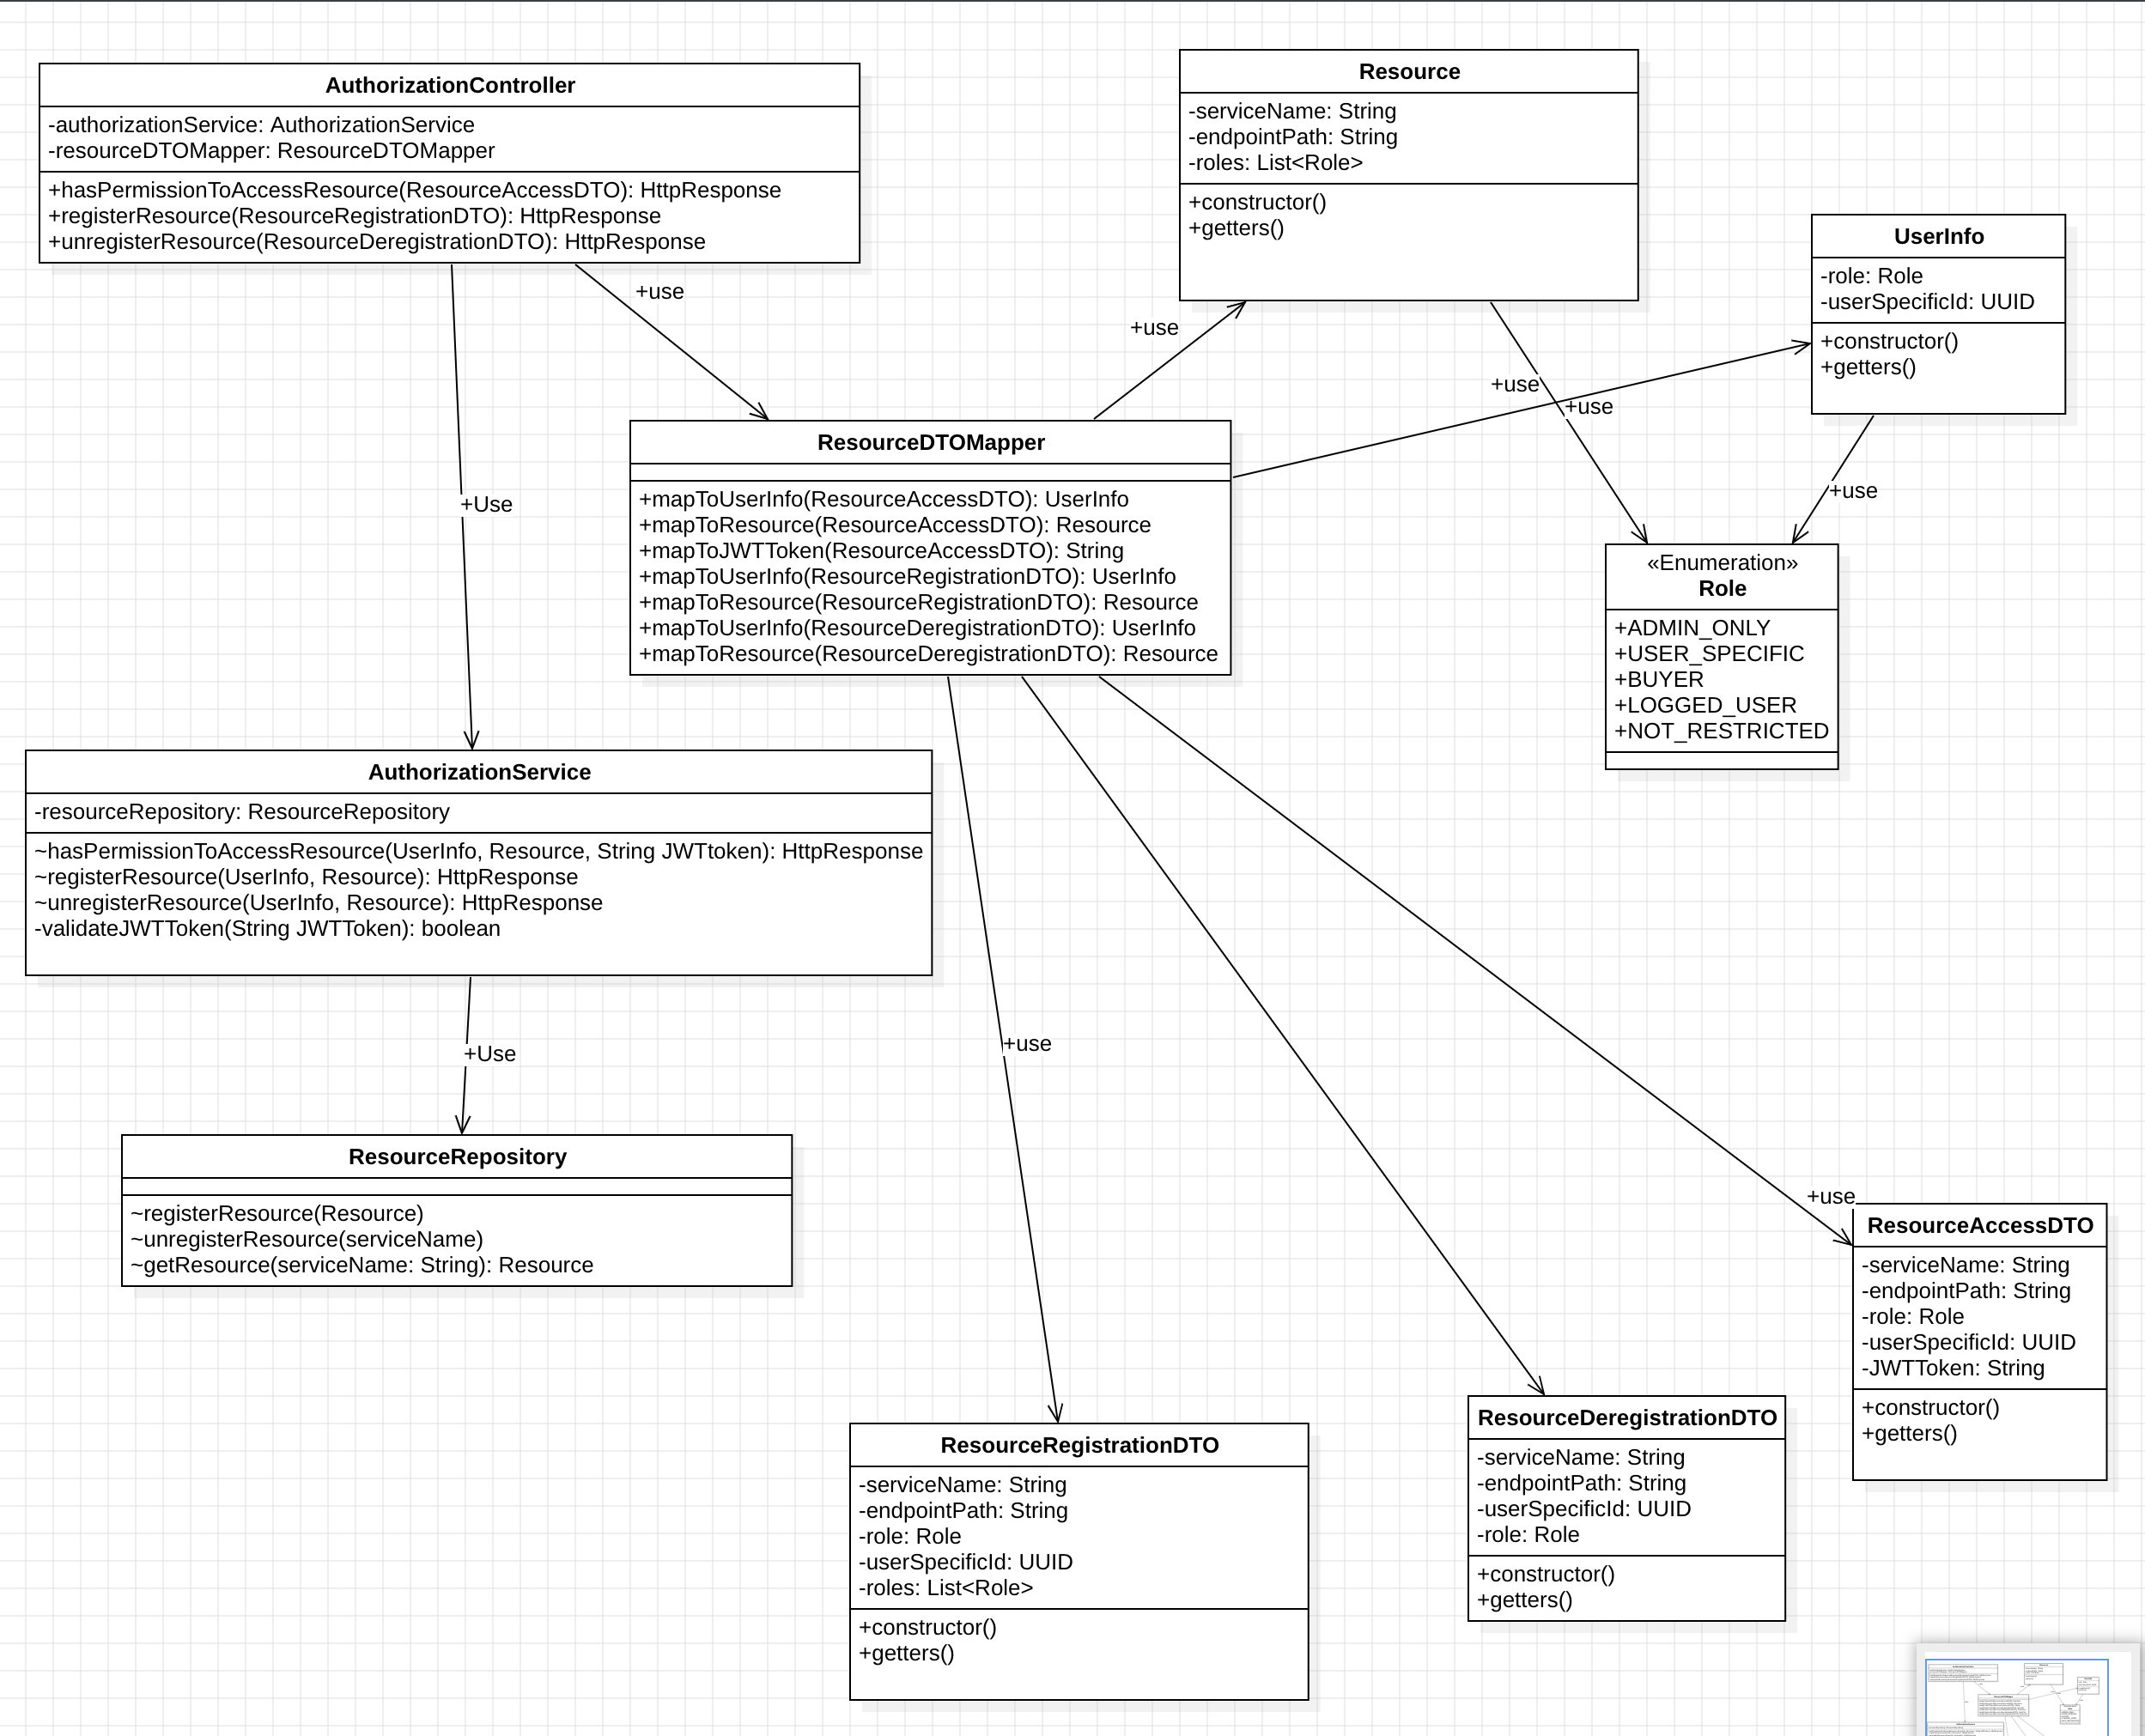 AuthorizationController
-authorizationService: AuthorizationService
-resourceDTOMapper: ResourceDTOMapper
+hasPermissionToAccessResource(ResourceAccessDTO): HttpResponse
+registerResource(ResourceRegistrationDTO): HttpResponse
+unregisterResource(ResourceDeregistrationDTO): HttpResponse
Resource
-serviceName: String
-endpointPath: String
-roles: List<Role>
+constructor()
+getters()
UserInfo
-role: Role
-userSpecificId: UUID
+constructor()
+getters()
+use
+use
+use
+use
+use
+Use
ResourceDTOMapper
+mapToUserInfo(ResourceAccessDTO): UserInfo
+mapToResource(ResourceAccessDTO): Resource
+mapToJWTToken(ResourceAccessDTO): String
+mapToUserInfo(ResourceRegistrationDTO): UserInfo
+mapToResource(ResourceRegistrationDTO): Resource
+mapToUserInfo(ResourceDeregistrationDTO): UserInfo
+mapToResource(ResourceDeregistrationDTO): Resource
«Enumeration»
Role
+ADMIN_ONLY
+USER_SPECIFIC
+BUYER
+LOGGED_USER
+NOT_RESTRICTED
AuthorizationService
-resourceRepository: ResourceRepository
~hasPermissionToAccessResource(UserInfo, Resource, String JWTtoken): HttpResponse
~registerResource(UserInfo, Resource): HttpResponse
~unregisterResource(UserInfo, Resource): HttpResponse
-validateJWTToken(String JWTToken): boolean
+Use
+use
+use
ResourceRepository
~registerResource(Resource)
~unregisterResource(serviceName)
~getResource(serviceName: String): Resource
ResourceAccessDTO
-serviceName: String
-endpointPath: String
-role: Role
-userSpecificId: UUID
-JWTToken: String
+constructor()
+getters()
ResourceDeregistrationDTO
-serviceName: String
-endpointPath: String
-userSpecificId: UUID
-role: Role
+constructor()
+getters()
ResourceRegistrationDTO
-serviceName: String
-endpointPath: String
-role: Role
-userSpecificId: UUID
-roles: List<Role>
+constructor()
+getters()